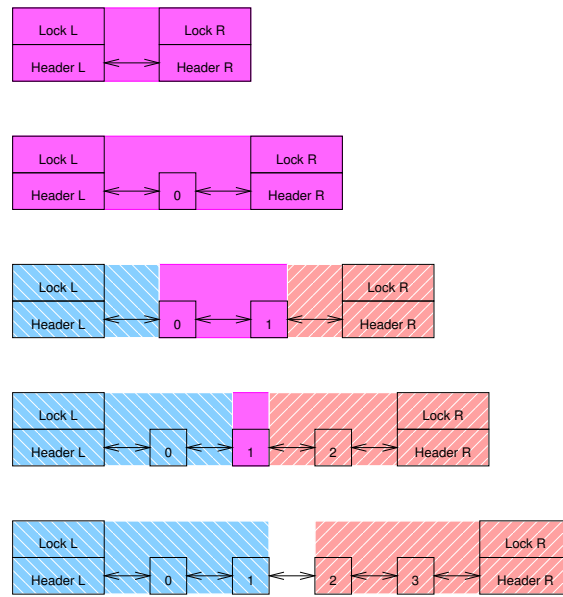 Lock L Lock R
Header L Header R
Lock L Lock R
Header L 0 Header R
Lock L Lock R
Header L 0 1 Header R
Lock L Lock R
Header L 0 1 2 Header R
Lock L Lock R
Header L 0 1 2 3 Header R